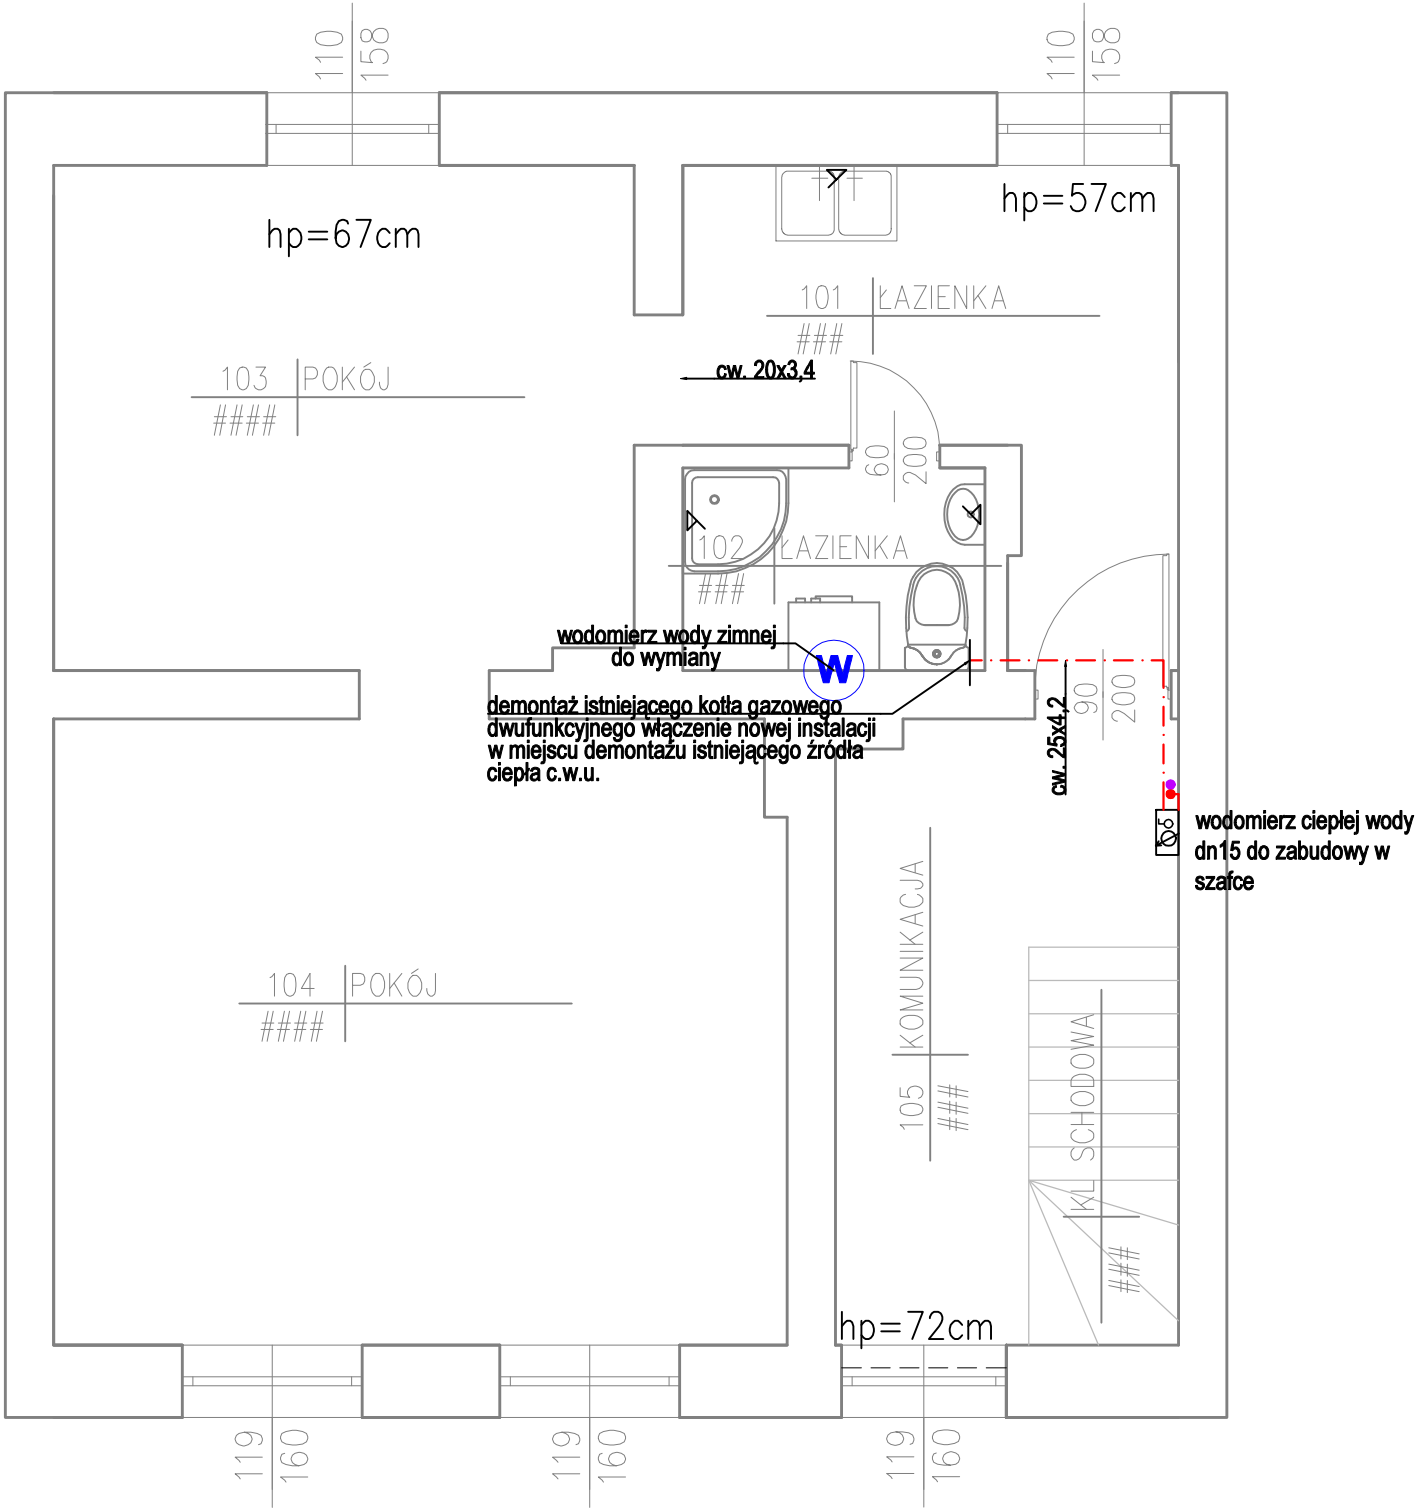 110
158
110
158
hp=67cm
hp=57cm
101 ŁAZIENKA
###
103 POKÓJ
####
cw. 20x3,4
60
200
102 ŁAZIENKA
###
wodomierz wody zimnej
do wymiany
W
demontaż istniejącego kotła gazowego
dwufunkcyjnego włączenie nowej instalacji
w miejscu demontażu istniejącego źródła
ciepła c.w.u.
cw. 25x4,2
90
200
wodomierz ciepłej wody
dn15 do zabudowy w
szafce
104 POKÓJ
####
105 KOMUNIKACJA
###
KL SCHODOWA
###
hp=72cm
119
160
119
160
119
160